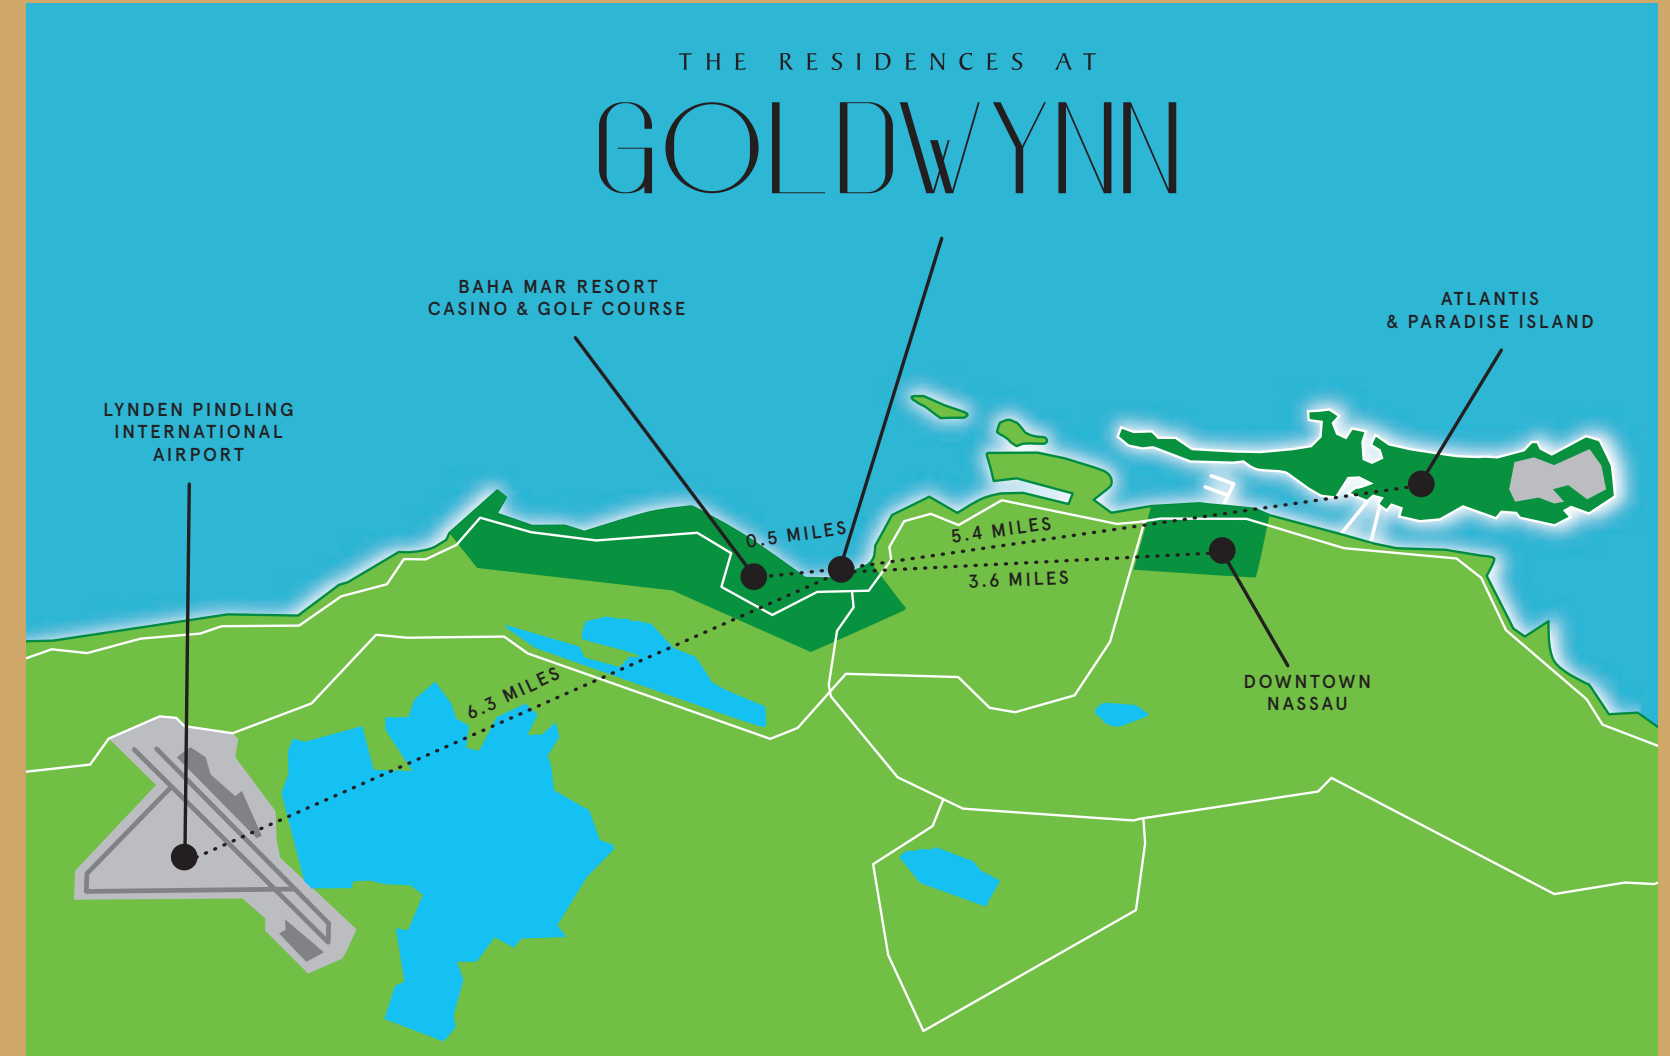 THE RESIDENCES AT
GOLDWYNN
BAHA MAR RESORT
CASINO & GOLF COURSE
ATLANTIS
& PARADISE ISLAND
LYNDEN PINDLING
INTERNATIONAL
AIRPORT
0.5 MILES
5.4 MILES
3.6 MILES
6.3 MILES
DOWNTOWN
NASSAU